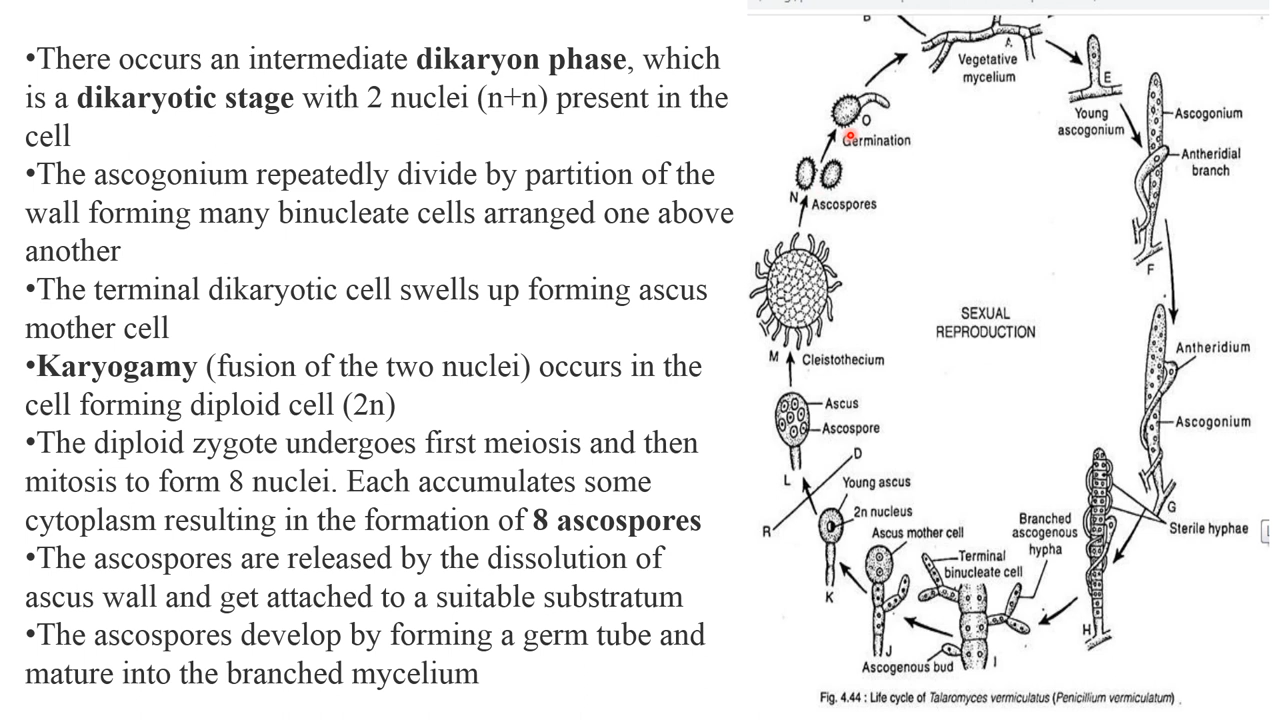 •There occurs an intermediate dikaryon phase, which
is a dikaryotic stage with 2 nuclei (n+n) present in the
cell
•The ascogonium repeatedly divide by partition of the
wall forming many binucleate cells arranged one above
another
•The terminal dikaryotic cell swells up forming ascus
mother cell
•Karyogamy (fusion of the two nuclei) occurs in the
cell forming diploid cell (2n)
•The diploid zygote undergoes first meiosis and then
mitosis to form 8 nuclei. Each accumulates some
cytoplasm resulting in the formation of 8 ascospores
•The ascospores are released by the dissolution of
ascus wall and get attached to a suitable substratum
•The ascospores develop by forming a germ tube and
mature into the branched mycelium
A
Vegetative
mycelium
E
Young
ascogonium
Ascogonium
Antheridial
branch
F
O
Germination
N
Ascospores
SEXUAL
REPRODUCTION
M
Cleistothecium
Antheridium
Ascogonium
G
Ascus
Ascospore
L
D
R
Young ascus
2n nucleus
K
Ascus mother cell
J
Terminal
binucleate cell
Branched
ascogenous
hypha
Sterile hyphae
H
I
Ascogenous bud
Fig. 4.44 : Life cycle of Talaromyces vermiculatus (Penicillium vermiculatum) .